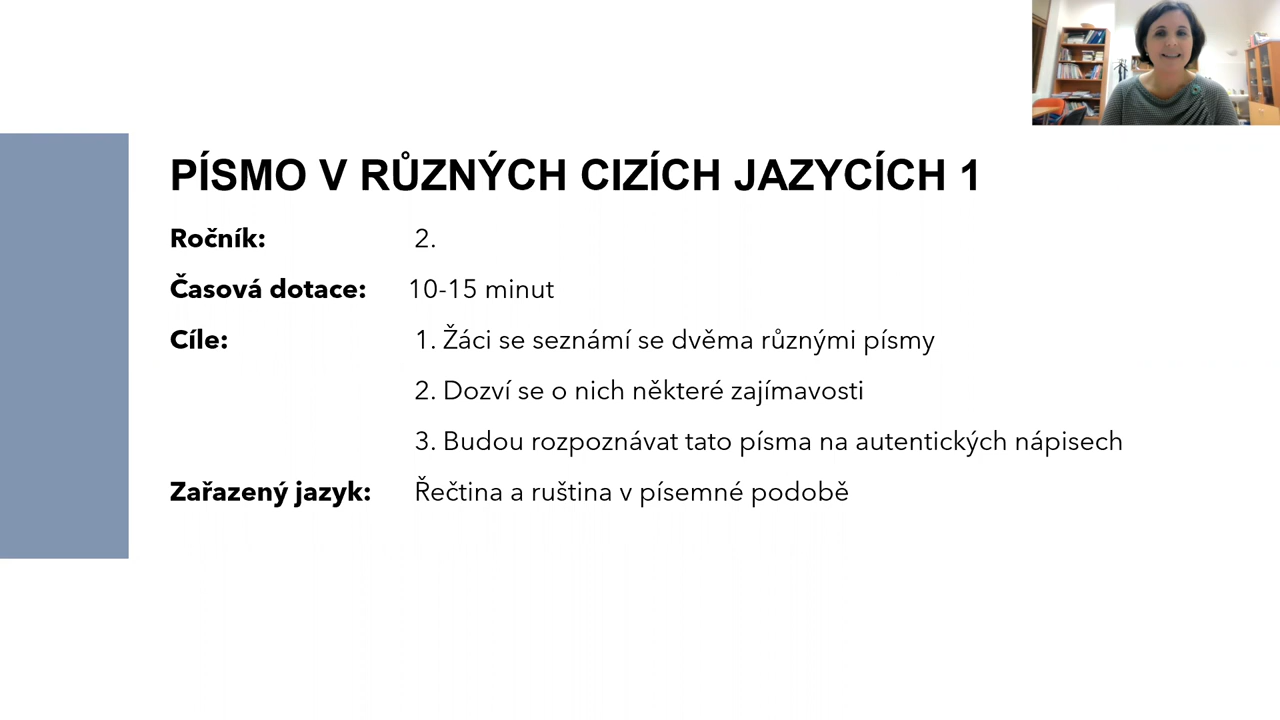 PÍSMO V RŮZNÝCH CIZÍCH JAZYCÍCH 1
Ročník: 2.
Časová dotace: 10-15 minut
Cíle: 1. Žáci se seznámí se dvěma různými písmy
2. Dozví se o nich některé zajímavosti
3. Budou rozpoznávat tato písma na autentických nápisech
Zařazený jazyk: Řečtina a ruština v písemné podobě